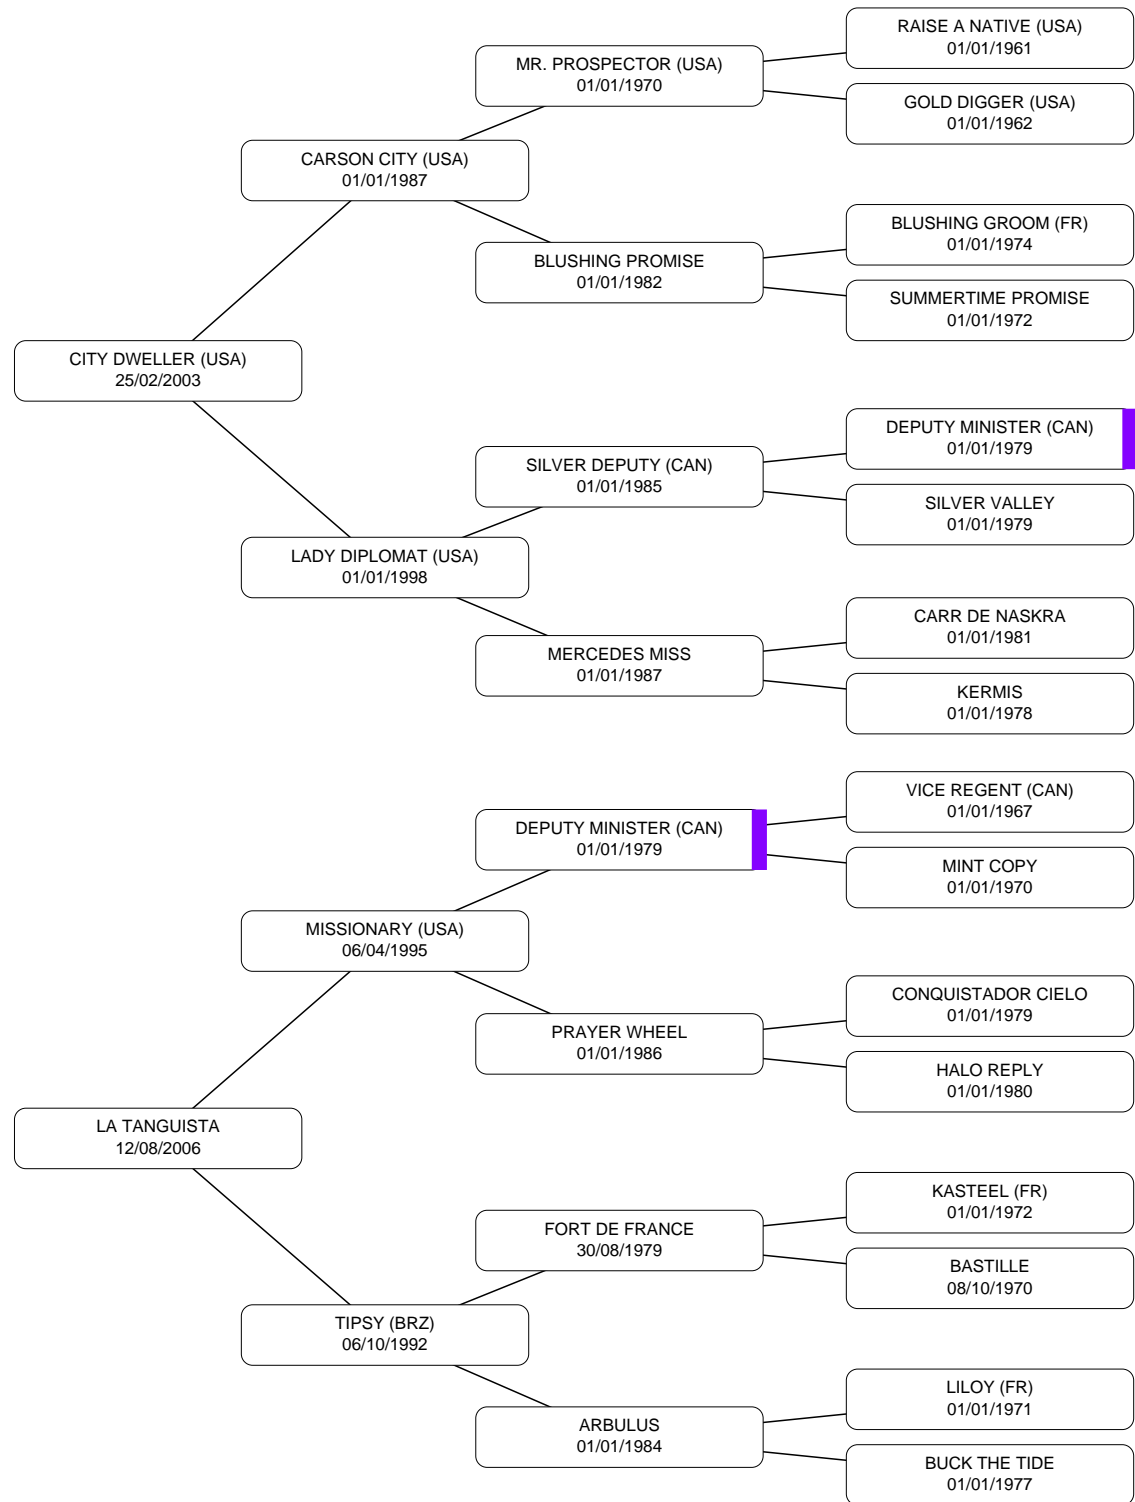 RAISE A NATIVE (USA)
01/01/1961
MR. PROSPECTOR (USA)
01/01/1970
GOLD DIGGER (USA)
01/01/1962
CARSON CITY (USA)
01/01/1987
BLUSHING GROOM (FR)
01/01/1974
BLUSHING PROMISE
01/01/1982
SUMMERTIME PROMISE
01/01/1972
CITY DWELLER (USA)
25/02/2003
DEPUTY MINISTER (CAN)
01/01/1979
SILVER DEPUTY (CAN)
01/01/1985
SILVER VALLEY
01/01/1979
LADY DIPLOMAT (USA)
01/01/1998
CARR DE NASKRA
01/01/1981
MERCEDES MISS
01/01/1987
KERMIS
01/01/1978
VICE REGENT (CAN)
01/01/1967
DEPUTY MINISTER (CAN)
01/01/1979
MINT COPY
01/01/1970
MISSIONARY (USA)
06/04/1995
CONQUISTADOR CIELO
01/01/1979
PRAYER WHEEL
01/01/1986
HALO REPLY
01/01/1980
LA TANGUISTA
12/08/2006
KASTEEL (FR)
01/01/1972
FORT DE FRANCE
30/08/1979
BASTILLE
08/10/1970
TIPSY (BRZ)
06/10/1992
LILOY (FR)
01/01/1971
ARBULUS
01/01/1984
BUCK THE TIDE
01/01/1977